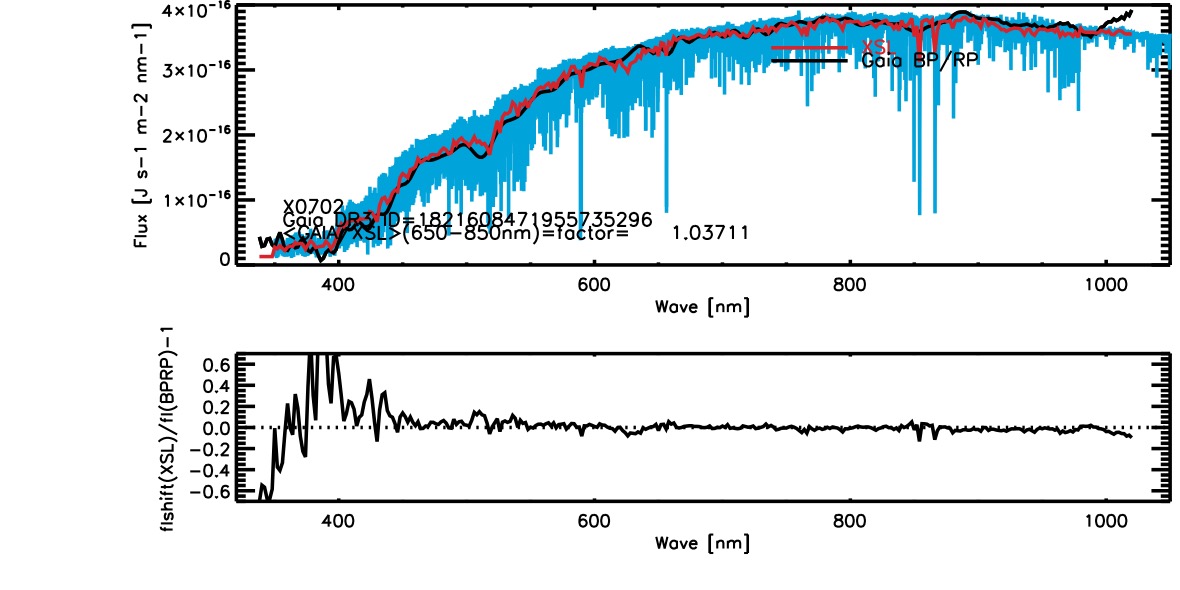 4×10−16
3×10−16
2×10−16
1×10−16
0
Flux [J s−1 m−2 nm−1]
XSL
Gaia BP/RP
X0702
Gaia DR3 ID=1821608471955735296
<GAIA/XSL>(650−850nm)=factor= 1.03711
400 600 800 1000
Wave [nm]
flshift(XSL)/fl(BPRP)−1
0.6
0.4
0.2
0.0
−0.2
−0.4
−0.6
400 600 800 1000
Wave [nm]